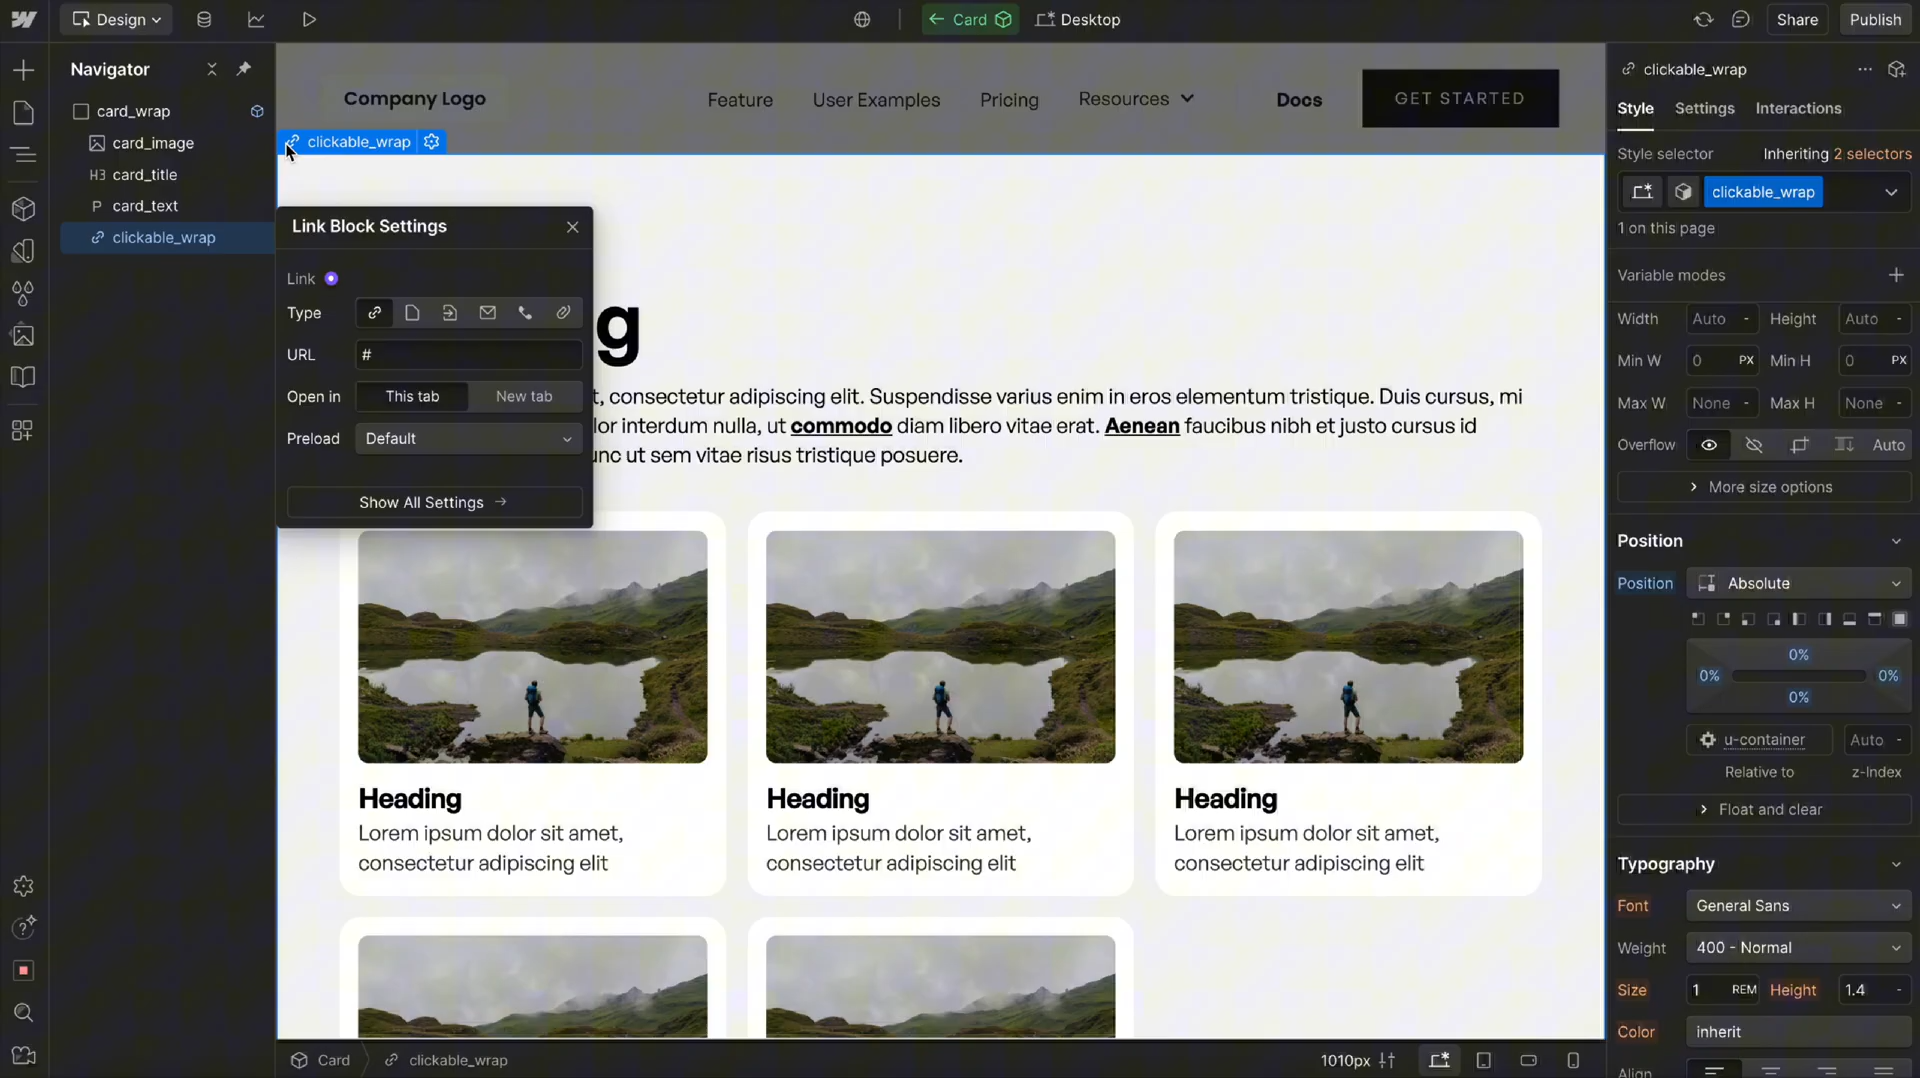 Design
Card
Desktop
Share
Publish
Navigator
card_wrap
card_image
H3 card_title
P card_text
clickable_wrap
Company Logo
Feature
User Examples
Pricing
Resources
Docs
GET STARTED
clickable_wrap
Link Block Settings
Link
Type
URL #
Open in This tab New tab
Preload Default
Show All Settings
g
t, consectetur adipiscing elit. Suspendisse varius enim in eros elementum tristique. Duis cursus, mi
lor interdum nulla, ut commodo diam libero vitae erat. Aenean faucibus nibh et justo cursus id
unc ut sem vitae risus tristique posuere.
Heading
Lorem ipsum dolor sit amet,
consectetur adipiscing elit
Heading
Lorem ipsum dolor sit amet,
consectetur adipiscing elit
Heading
Lorem ipsum dolor sit amet,
consectetur adipiscing elit
Card
clickable_wrap
1010px
clickable_wrap
Style Settings Interactions
Style selector Inheriting 2 selectors
clickable_wrap
1 on this page
Variable modes
Width Auto - Height Auto -
Min W 0 PX Min H 0 PX
Max W None - Max H None -
Overflow Auto
More size options
Position
Position Absolute
0%
0% 0%
0%
u-container Auto -
Relative to z-Index
Float and clear
Typography
Font General Sans
Weight 400 - Normal
Size 1 REM Height 1.4 -
Color inherit
Align